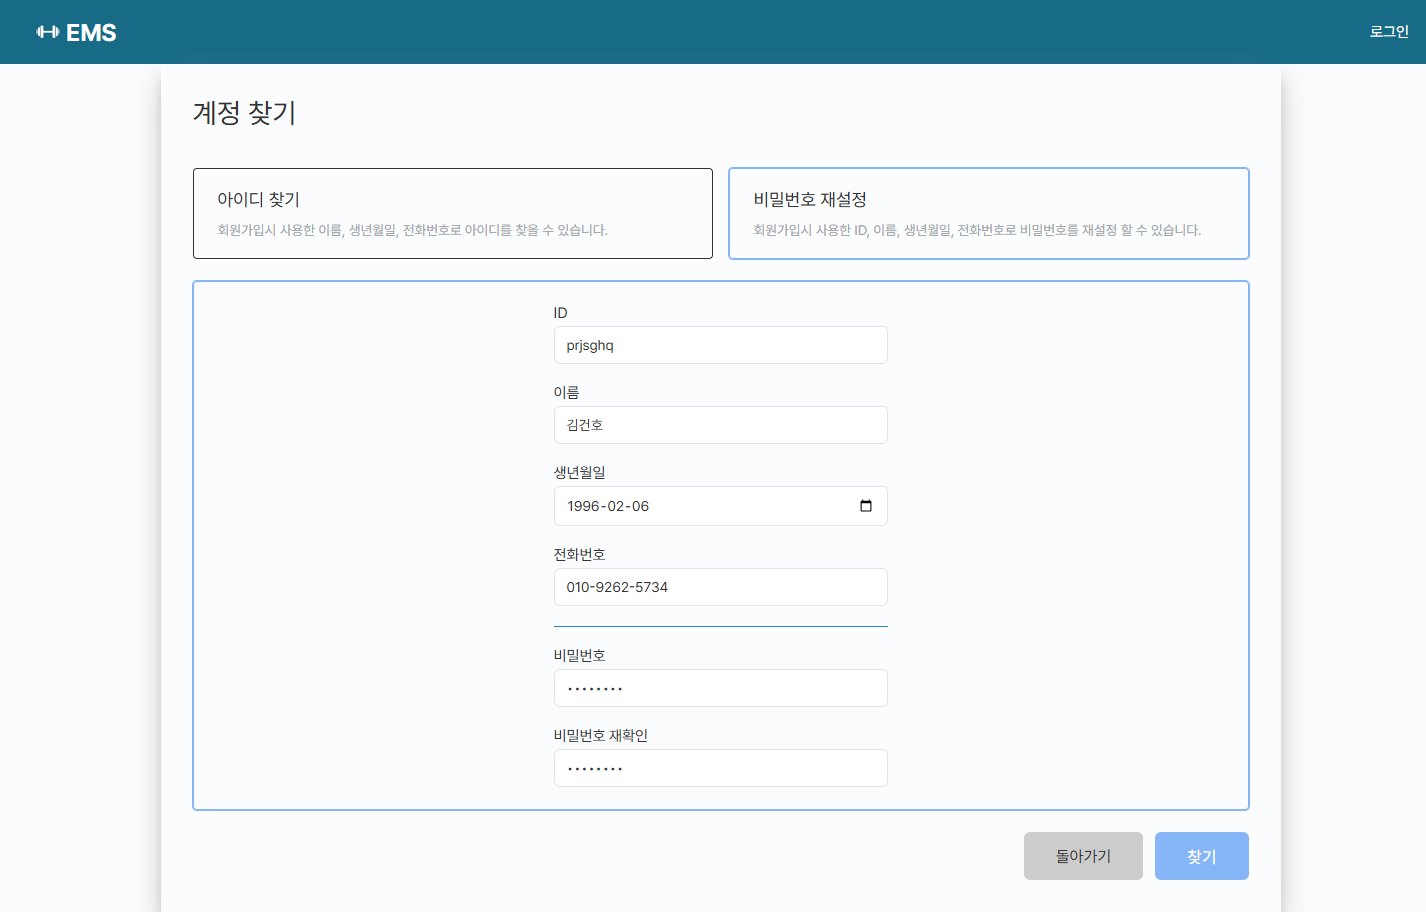 EMS
로그인
계정 찾기
아이디 찾기
회원가입시 사용한 이름, 생년월일, 전화번호로 아이디를 찾을 수 있습니다.
비밀번호 재설정
회원가입시 사용한 ID, 이름, 생년월일, 전화번호로 비밀번호를 재설정 할 수 있습니다.
ID
prjsghq
이름
김건호
생년월일
1996-02-06
전화번호
010-9262-5734
비밀번호
••••••••
비밀번호 재확인
••••••••
돌아가기
찾기